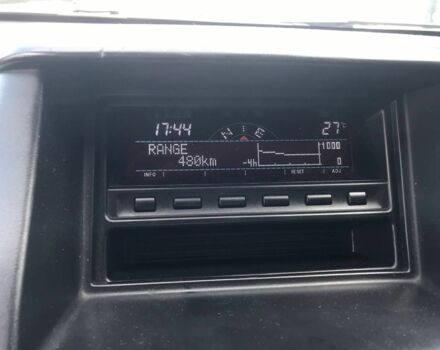 17:44 N E 27°C
RANGE 1000
480km -4h 0
INFO RESET ADJ